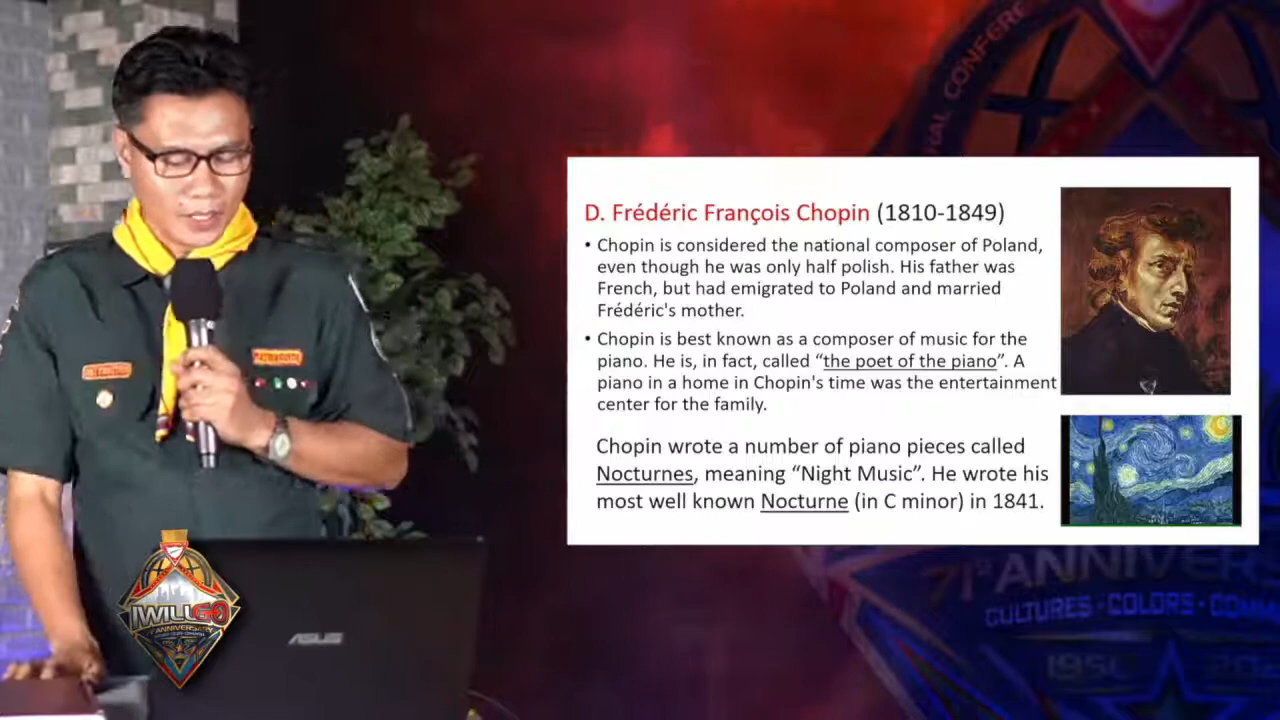 D. Frédéric François Chopin (1810-1849)
• Chopin is considered the national composer of Poland,
even though he was only half polish. His father was
French, but had emigrated to Poland and married
Frédéric's mother.
• Chopin is best known as a composer of music for the
piano. He is, in fact, called “the poet of the piano”. A
piano in a home in Chopin's time was the entertainment
center for the family.
Chopin wrote a number of piano pieces called
Nocturnes, meaning “Night Music”. He wrote his
most well known Nocturne (in C minor) in 1841.
IWILLGO
ASUS
71st ANNIVERS
CULTURES · COLORS · COM